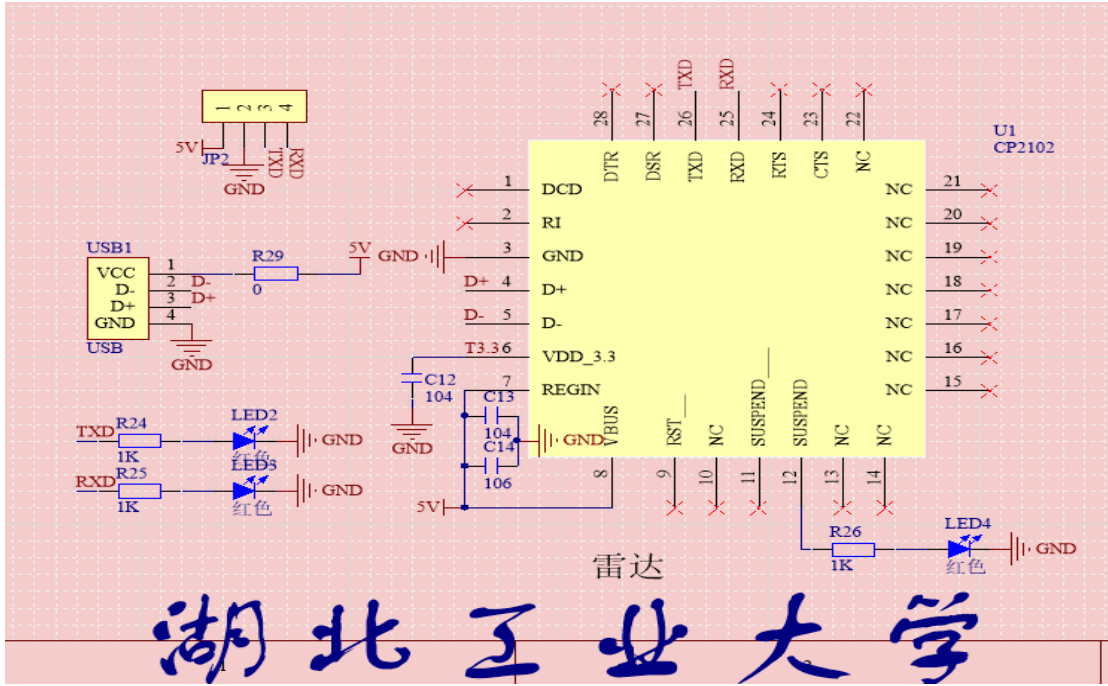 1 2 3 4
5V
JP2
GND
TXD
RXD
USB1
VCC 1
D- 2 D-
D+ 3 D+
GND 4
USB
GND
R29
0
5V
TXD
R24
1K
LED2
红色
GND
RXD
R25
1K
LED3
红色
GND
TXD RXD
28 27 26 25 24 23 22
DTR DSR TXD RXD RTS CTS NC
U1
CP2102
1 DCD
2 RI
GND 3 GND
D+ 4 D+
D- 5 D-
T3.3 6 VDD_3.3
7 REGIN
NC 21
NC 20
NC 19
NC 18
NC 17
NC 16
NC 15
C12
104
GND
C13
104
C14
106
GND
5V
VBUS RST__ NC SUSPEND__ SUSPEND NC NC
8 9 10 11 12 13 14
R26
1K
LED4
红色
GND
雷达
湖北工业大学